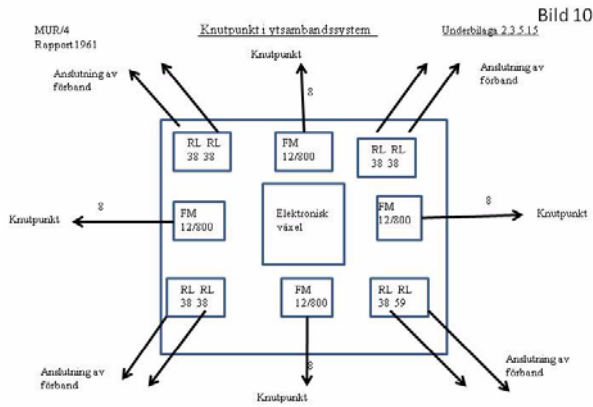 Bild 10
MUR/4
Rapport 1961
Knutpunkt i ytsambandssystem
Underbilaga 2.3.5.15
Knutpunkt
Anslutning av
förband
Anslutning av
förband
8
RL RL
38 38
FM
12/800
RL RL
38 38
8
Knutpunkt
FM
12/800
Elektronisk
växel
FM
12/800
8
Knutpunkt
RL RL
38 38
FM
12/800
RL RL
38 59
8
Anslutning av
förband
Anslutning av
förband
Knutpunkt